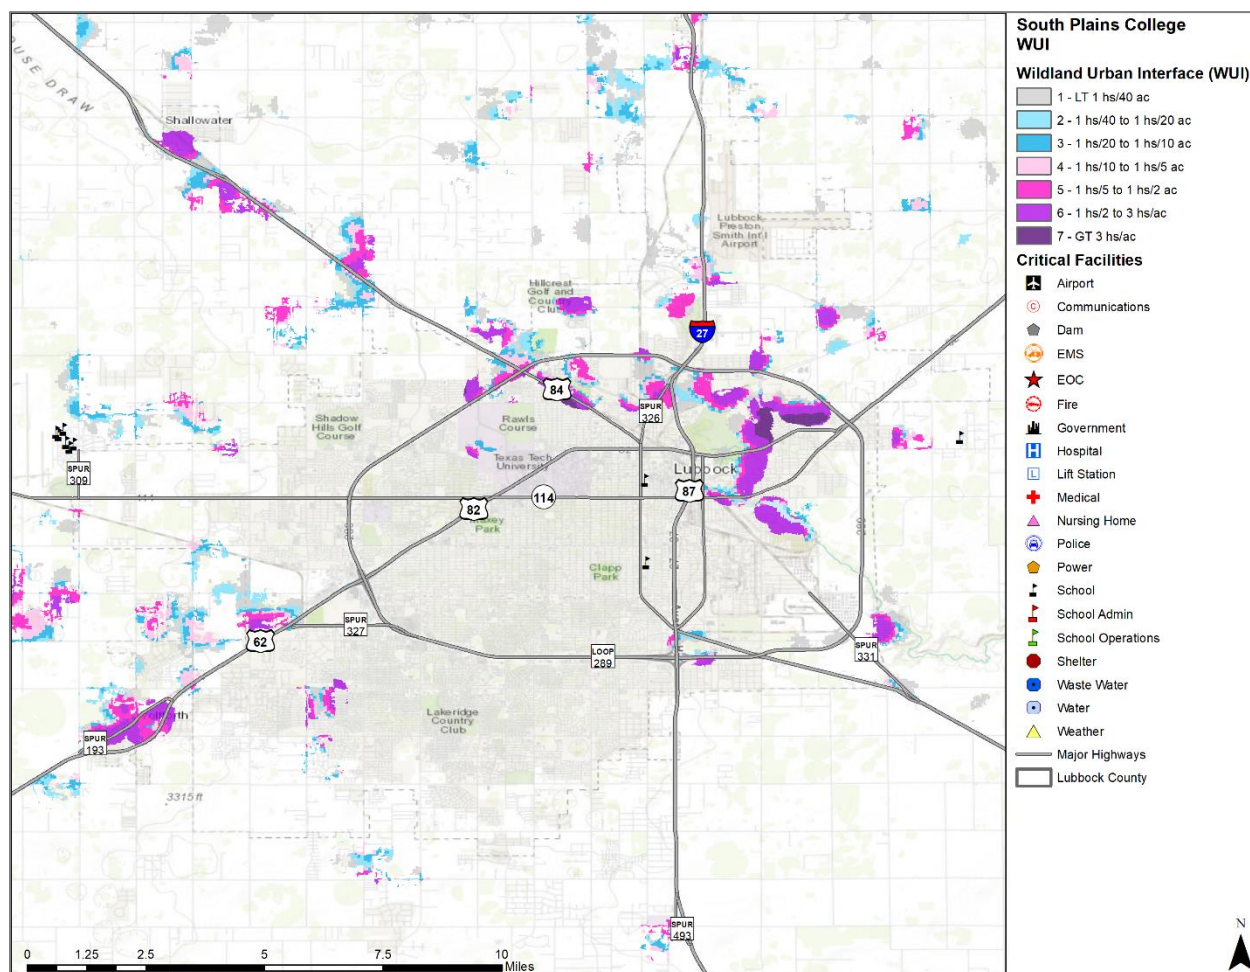 OUSE DRAW
Shallowater
27
Lubbock
Preston
Smith Int'l
Airport
Hillcrest
Golf and
Country
Club
84
SPUR
326
Shadow
Hills Golf
Course
Rawls
Course
Texas Tech
University
Lubbock
SPUR
309
114
82
87
Maxey
Park
289
289
Clapp
Park
SPUR
327
62
LOOP
289
SPUR
331
Lakeridge
Country
Club
SPUR
193
3315 ft
SPUR
493
0 1.25 2.5 5 7.5 10
Miles
South Plains College
WUI
Wildland Urban Interface (WUI)
1 - LT 1 hs/40 ac
2 - 1 hs/40 to 1 hs/20 ac
3 - 1 hs/20 to 1 hs/10 ac
4 - 1 hs/10 to 1 hs/5 ac
5 - 1 hs/5 to 1 hs/2 ac
6 - 1 hs/2 to 3 hs/ac
7 - GT 3 hs/ac
Critical Facilities
Airport
C Communications
Dam
EMS
EOC
Fire
Government
H Hospital
L Lift Station
Medical
Nursing Home
Police
Power
School
School Admin
School Operations
Shelter
Waste Water
Water
Weather
Major Highways
Lubbock County
N